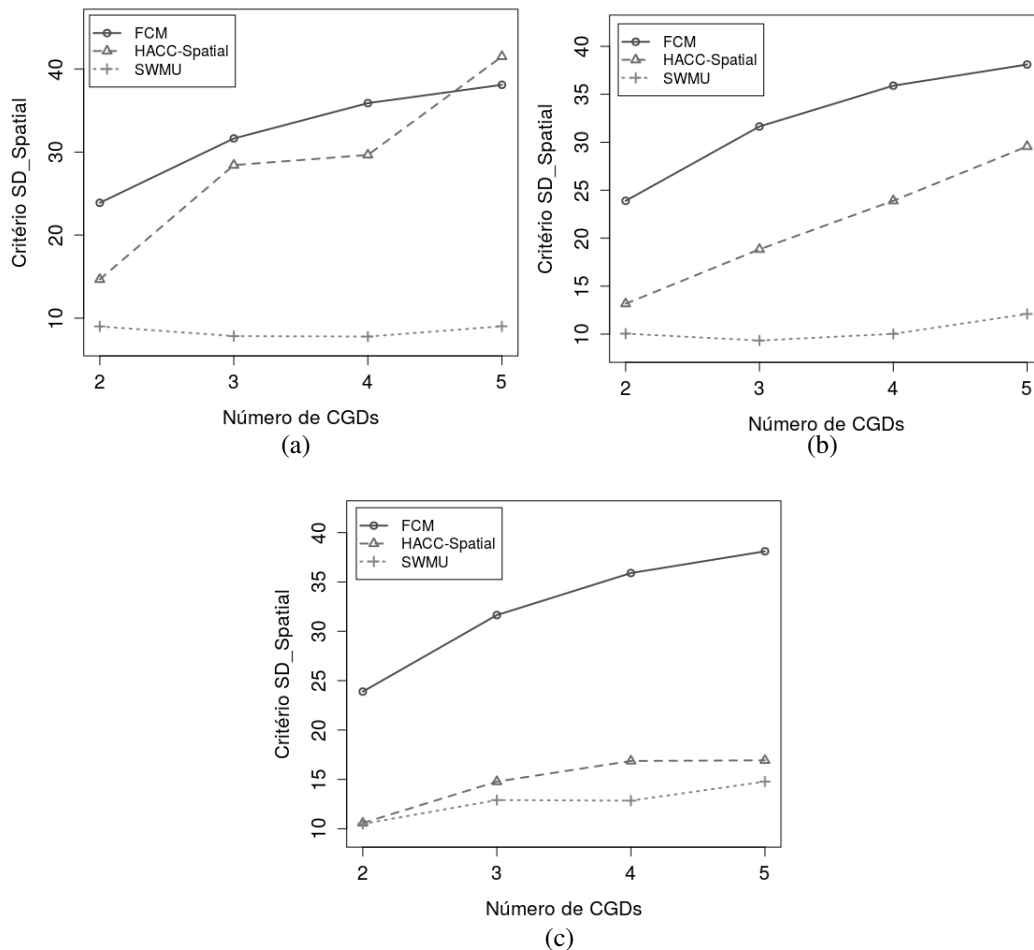 FCM
HACC-Spatial
SWMU
Critério SD_Spatial
40
30
20
10
2 3 4 5
Número de CGDs
(a)
FCM
HACC-Spatial
SWMU
Critério SD_Spatial
40
35
30
25
20
15
10
2 3 4 5
Número de CGDs
(b)
FCM
HACC-Spatial
SWMU
Critério SD_Spatial
40
35
30
25
20
15
10
2 3 4 5
Número de CGDs
(c)